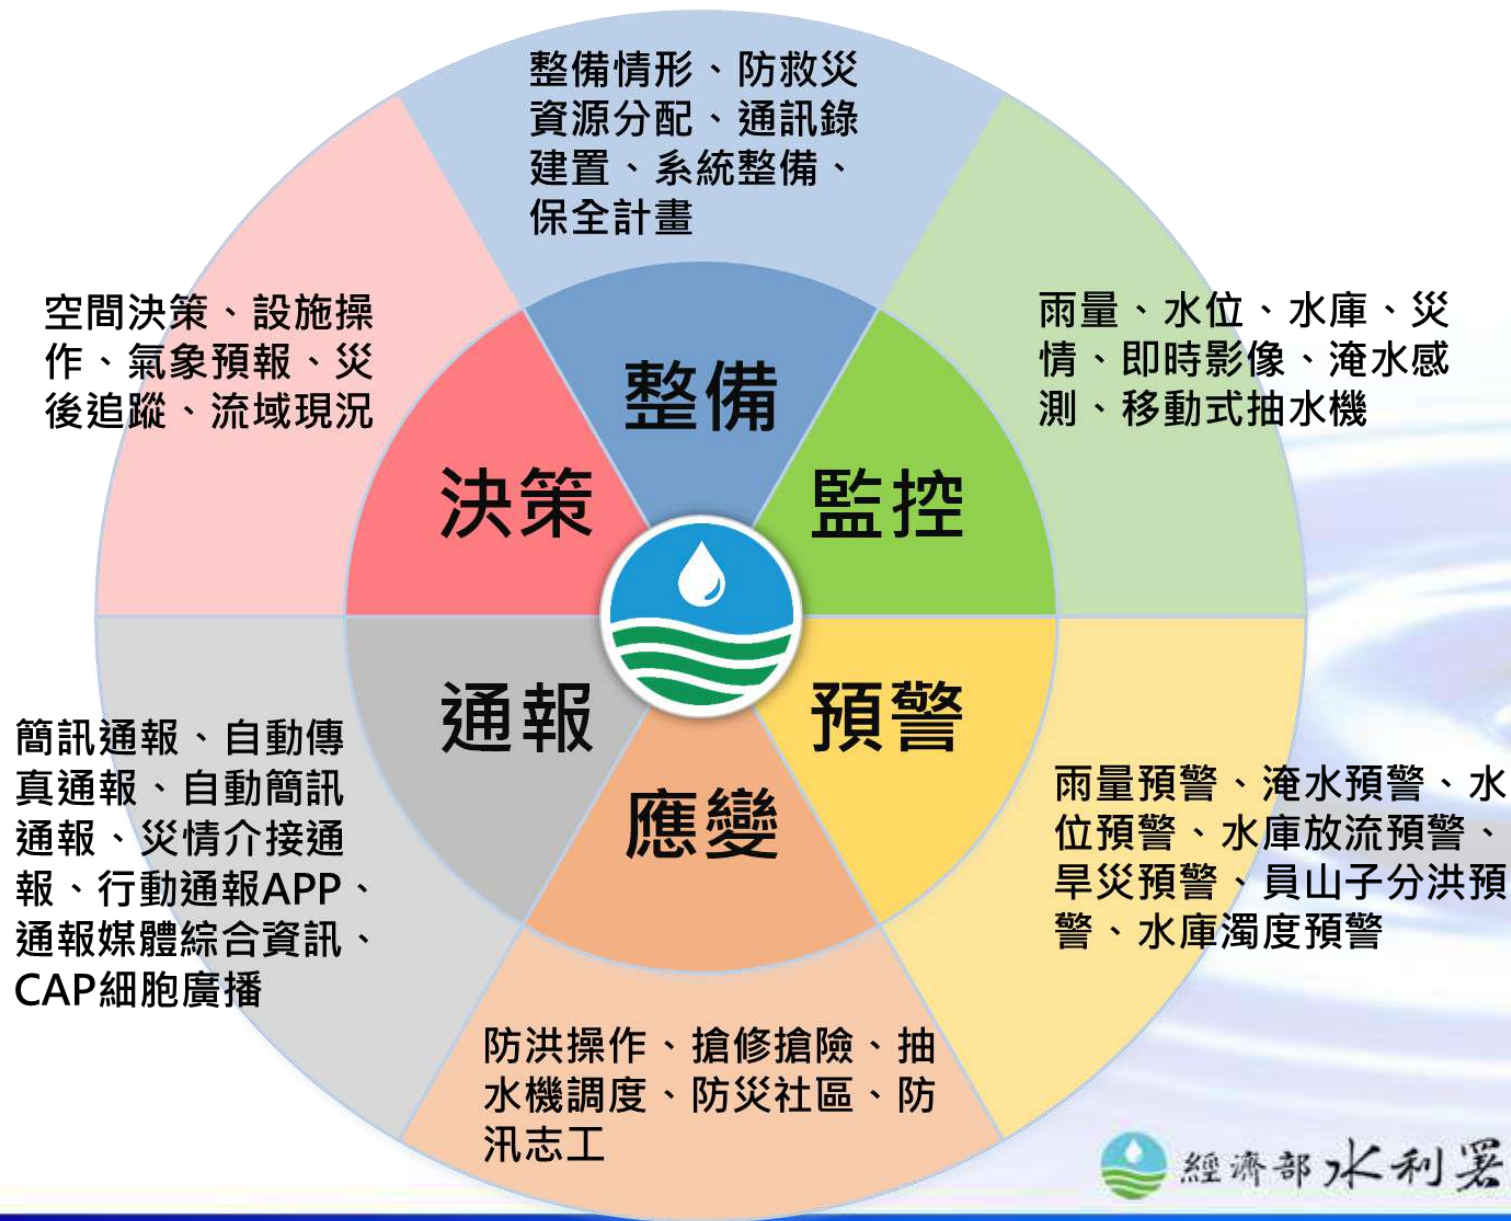 整備情形、防救災
資源分配、通訊錄
建置、系統整備、
保全計畫
整備
雨量、水位、水庫、災
情、即時影像、淹水感
測、移動式抽水機
監控
預警
雨量預警、淹水預警、水
位預警、水庫放流預警、
旱災預警、員山子分洪預
警、水庫濁度預警
應變
防洪操作、搶修搶險、抽
水機調度、防災社區、防
汛志工
通報
簡訊通報、自動傳
真通報、自動簡訊
通報、災情介接通
報、行動通報APP、
通報媒體綜合資訊、
CAP細胞廣播
決策
空間決策、設施操
作、氣象預報、災
後追蹤、流域現況
經濟部水利署